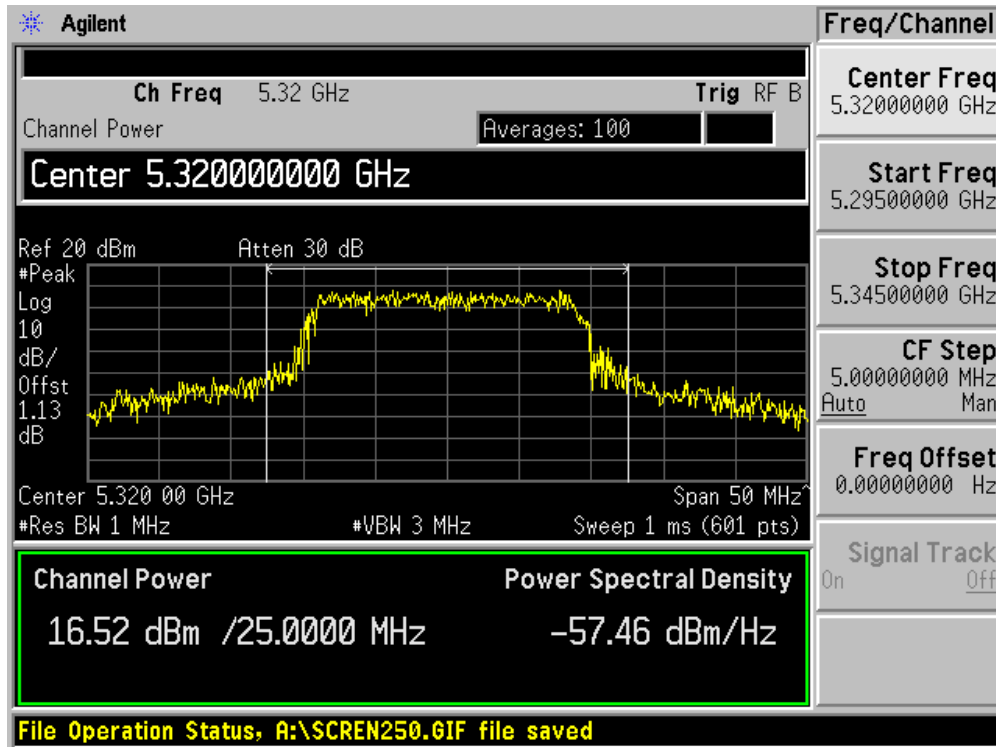 Agilent
Freq/Channel
Ch Freq 5.32 GHz Trig RF B
Channel Power Averages: 100
Center 5.320000000 GHz
Ref 20 dBm Atten 30 dB
#Peak
Log
10
dB/
Offst
1.13
dB
Center 5.320 00 GHz Span 50 MHz^
#Res BW 1 MHz #VBW 3 MHz Sweep 1 ms (601 pts)
Channel Power Power Spectral Density
16.52 dBm /25.0000 MHz -57.46 dBm/Hz
File Operation Status, A:\SCREN250.GIF file saved
Center Freq
5.32000000 GHz
Start Freq
5.29500000 GHz
Stop Freq
5.34500000 GHz
CF Step
5.00000000 MHz
Auto Man
Freq Offset
0.00000000 Hz
Signal Track
On Off